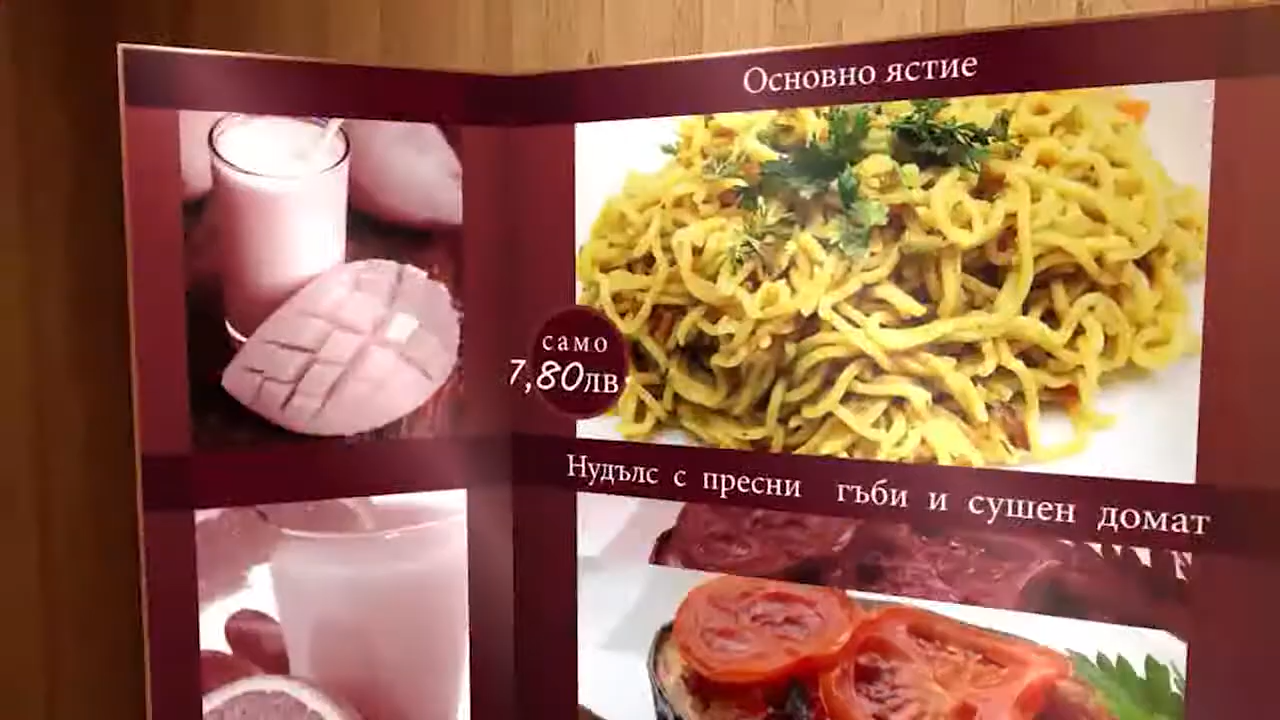 Основно ястие
само
7,80лв
Нудълс с пресни гъби и сушен домат